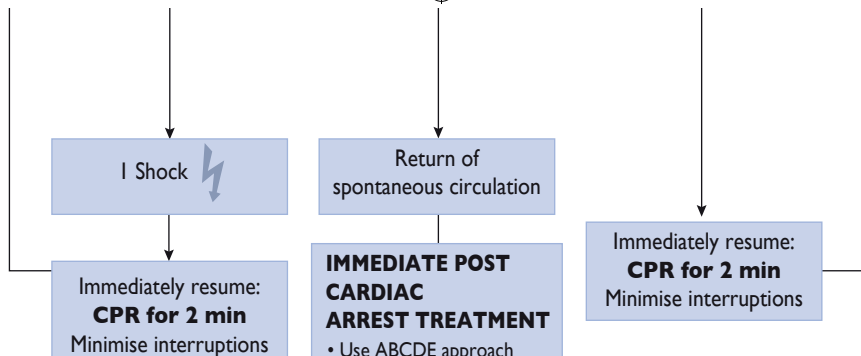 1 Shock
Immediately resume:
CPR for 2 min
Minimise interruptions
Return of
spontaneous circulation
IMMEDIATE POST
CARDIAC
ARREST TREATMENT
• Use ABCDE approach
Immediately resume:
CPR for 2 min
Minimise interruptions